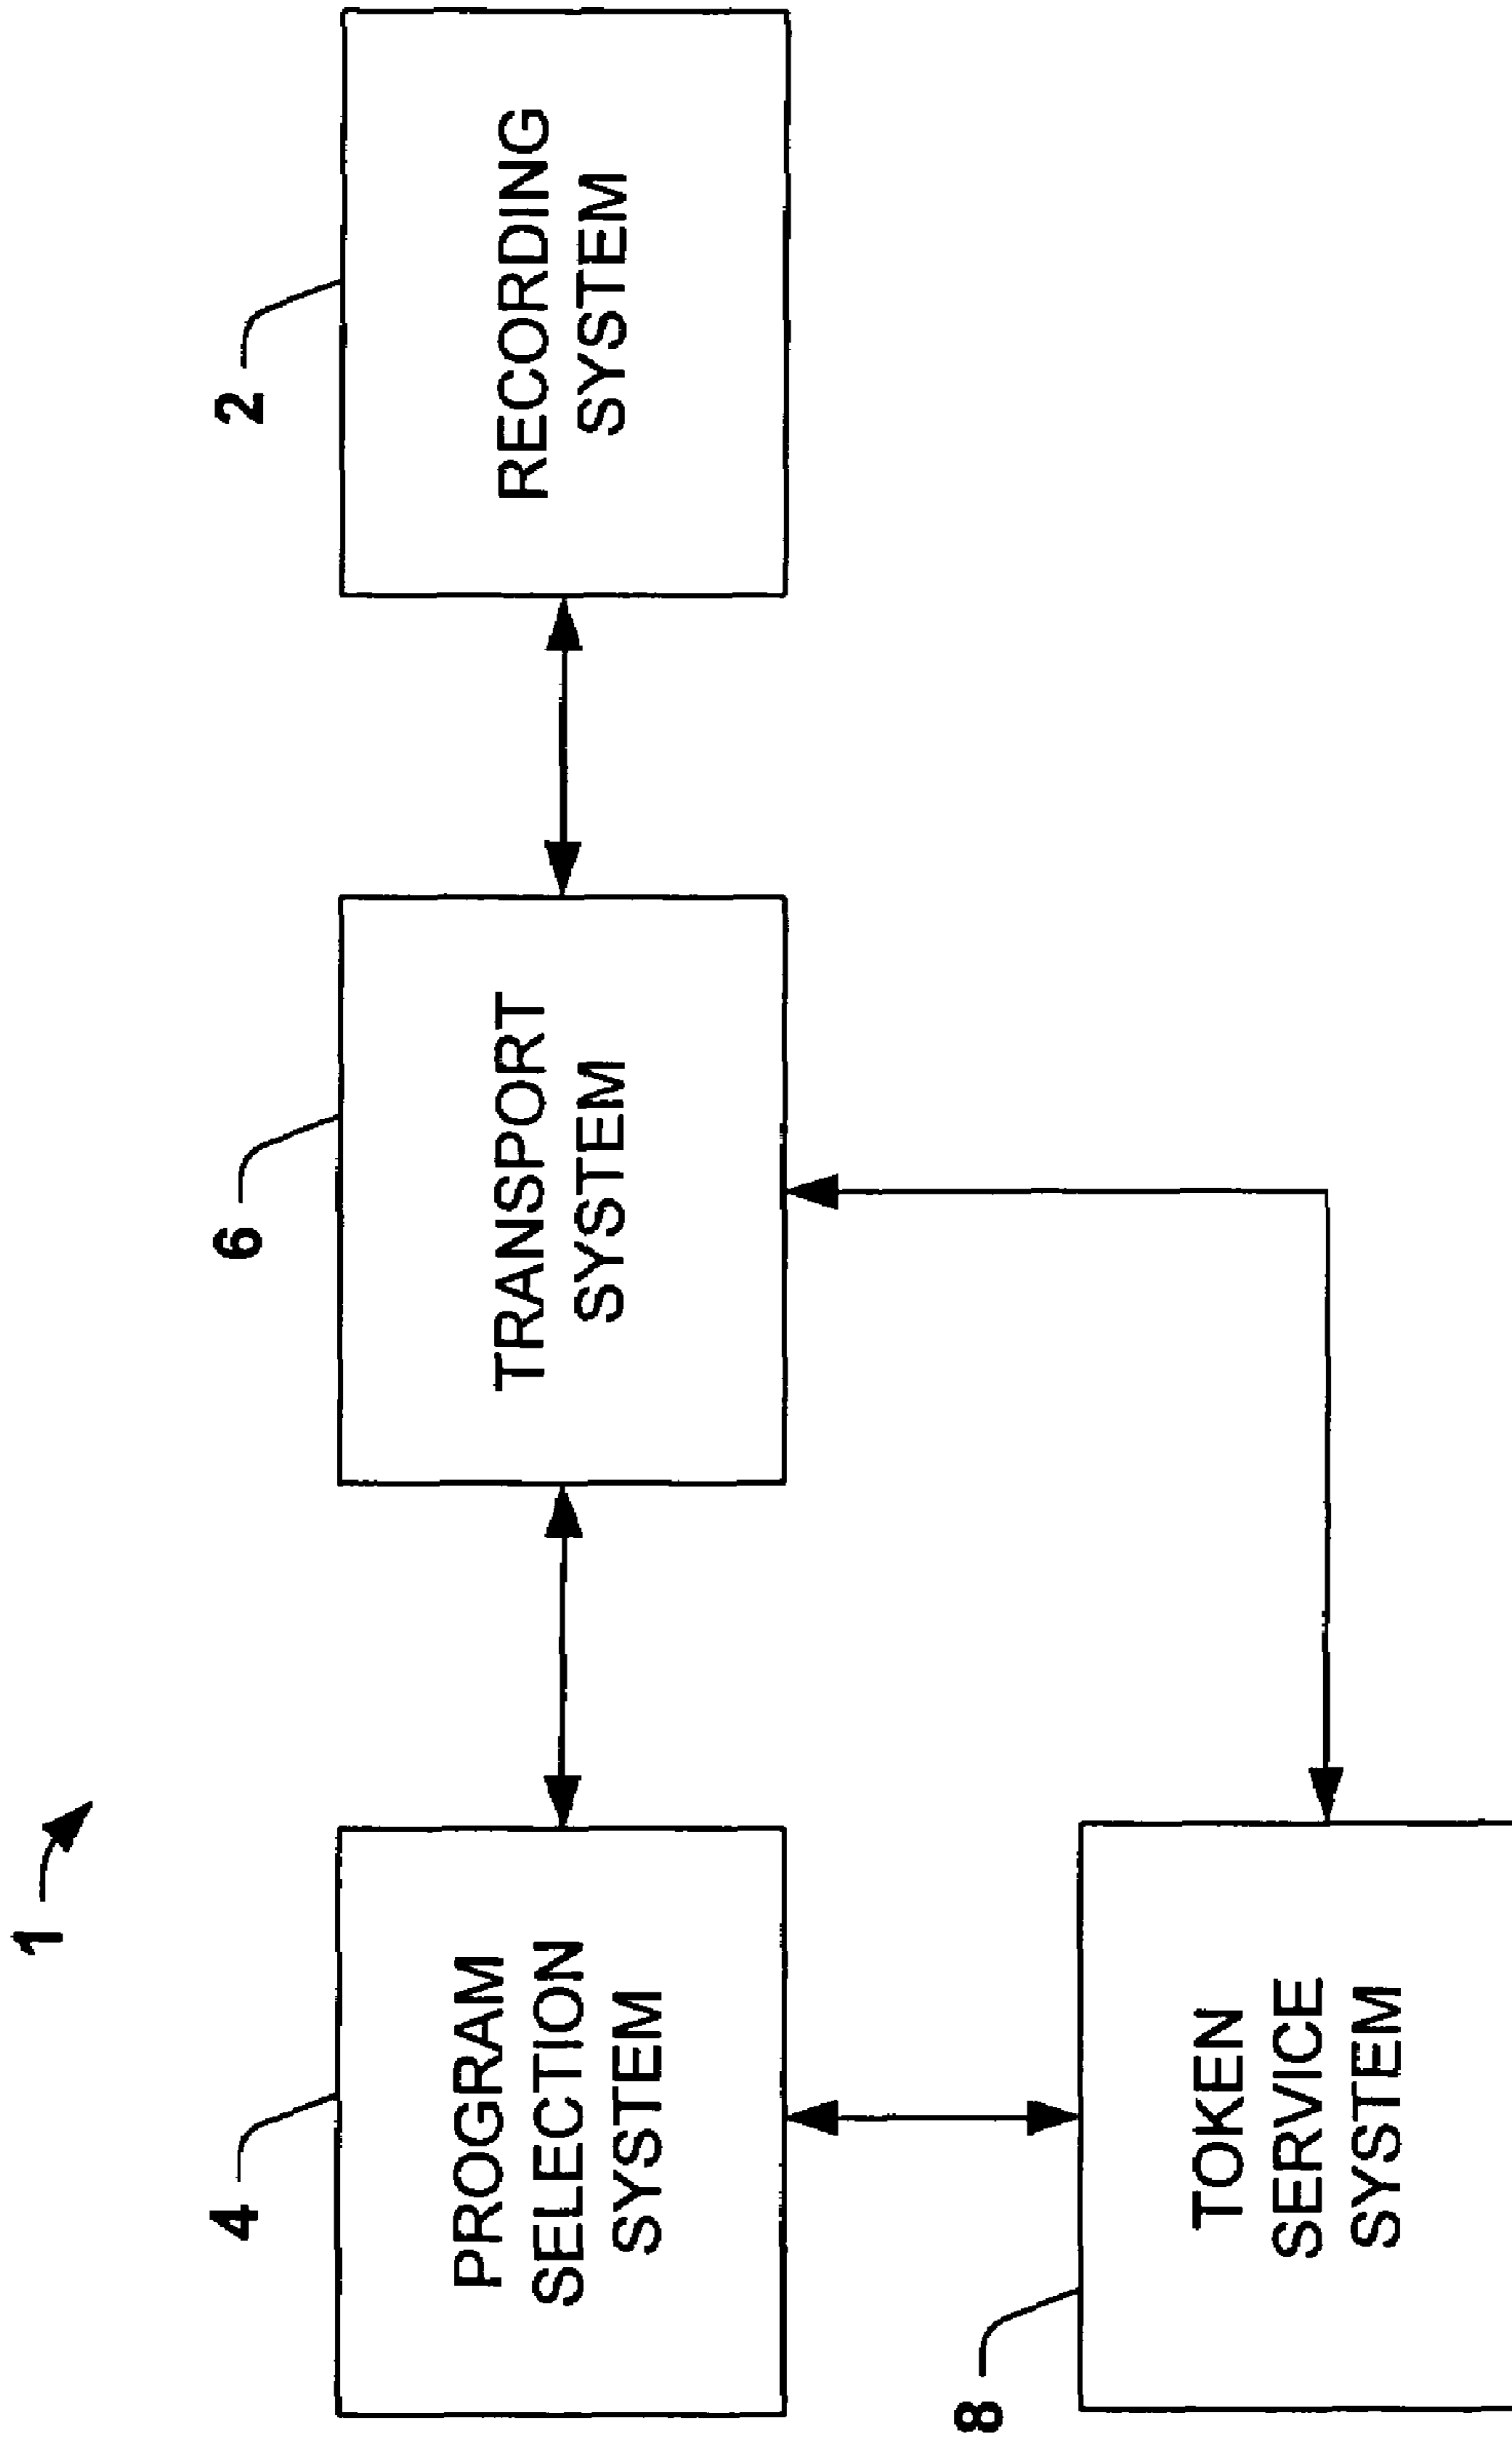 1
4
PROGRAM
SELECTION
SYSTEM
6
TRANSPORT
SYSTEM
2
RECORDING
SYSTEM
8
TOKEN
SERVICE
SYSTEM